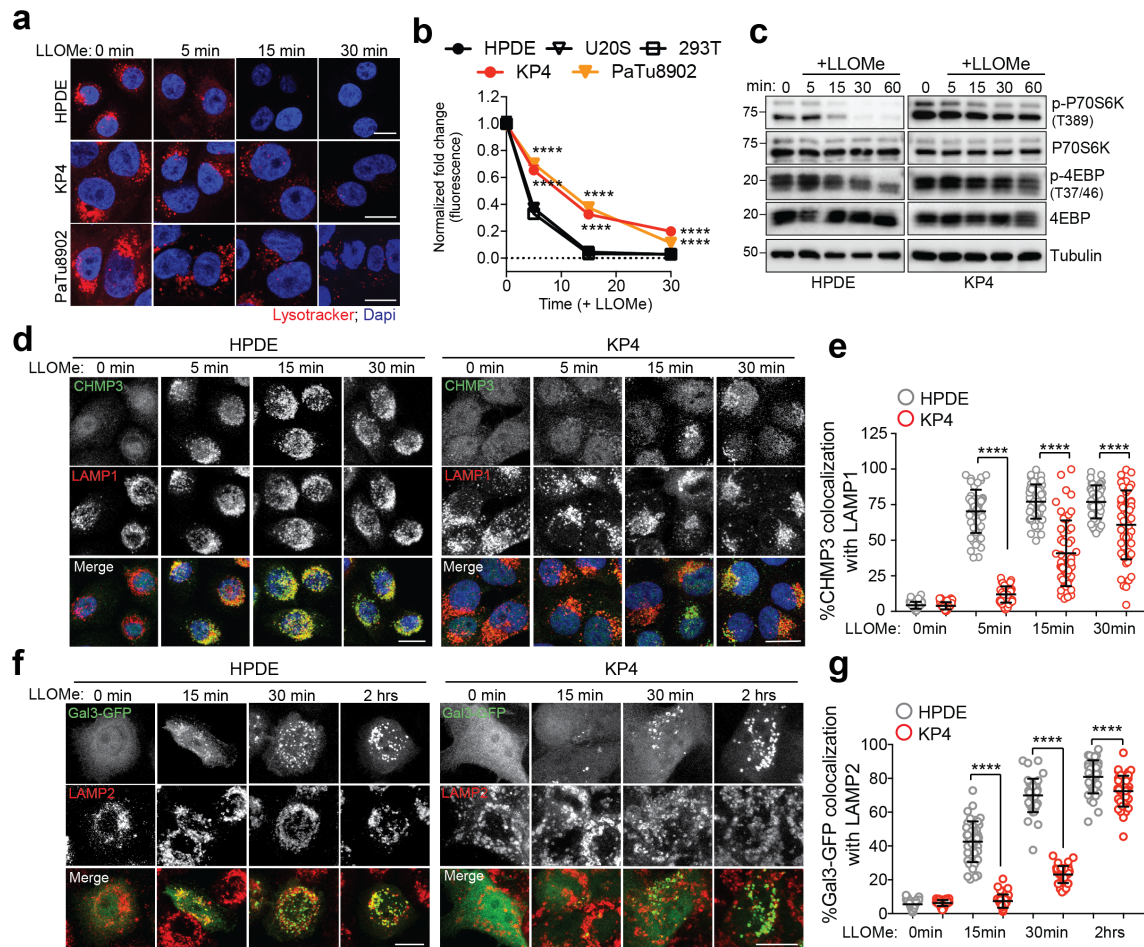 a
LLOMe: 0 min 5 min 15 min 30 min
HPDE
KP4
PaTu8902
Lysotracker; Dapi
b
HPDE U20S 293T
KP4 PaTu8902
Normalized fold change
(fluorescence)
1.2
1.0
0.8
0.6
0.4
0.2
0.0
****
****
****
****
****
****
0 10 20 30
Time (+ LLOMe)
c
+LLOMe +LLOMe
min: 0 5 15 30 60 0 5 15 30 60
75
p-P70S6K
(T389)
75
P70S6K
20
p-4EBP
(T37/46)
20
4EBP
50
Tubulin
HPDE KP4
d
HPDE KP4
LLOMe: 0 min 5 min 15 min 30 min 0 min 5 min 15 min 30 min
CHMP3 CHMP3
LAMP1 LAMP1
Merge Merge
e
HPDE
KP4
%CHMP3 colocalization
with LAMP1
125
100
75
50
25
0
**** **** ****
LLOMe: 0min 5min 15min 30min
f
HPDE KP4
LLOMe: 0 min 15 min 30 min 2 hrs 0 min 15 min 30 min 2 hrs
Gal3-GFP Gal3-GFP
LAMP2 LAMP2
Merge Merge
g
HPDE
KP4
%Gal3-GFP colocalization
with LAMP2
100
80
60
40
20
0
**** **** ****
LLOMe: 0min 15min 30min 2hrs